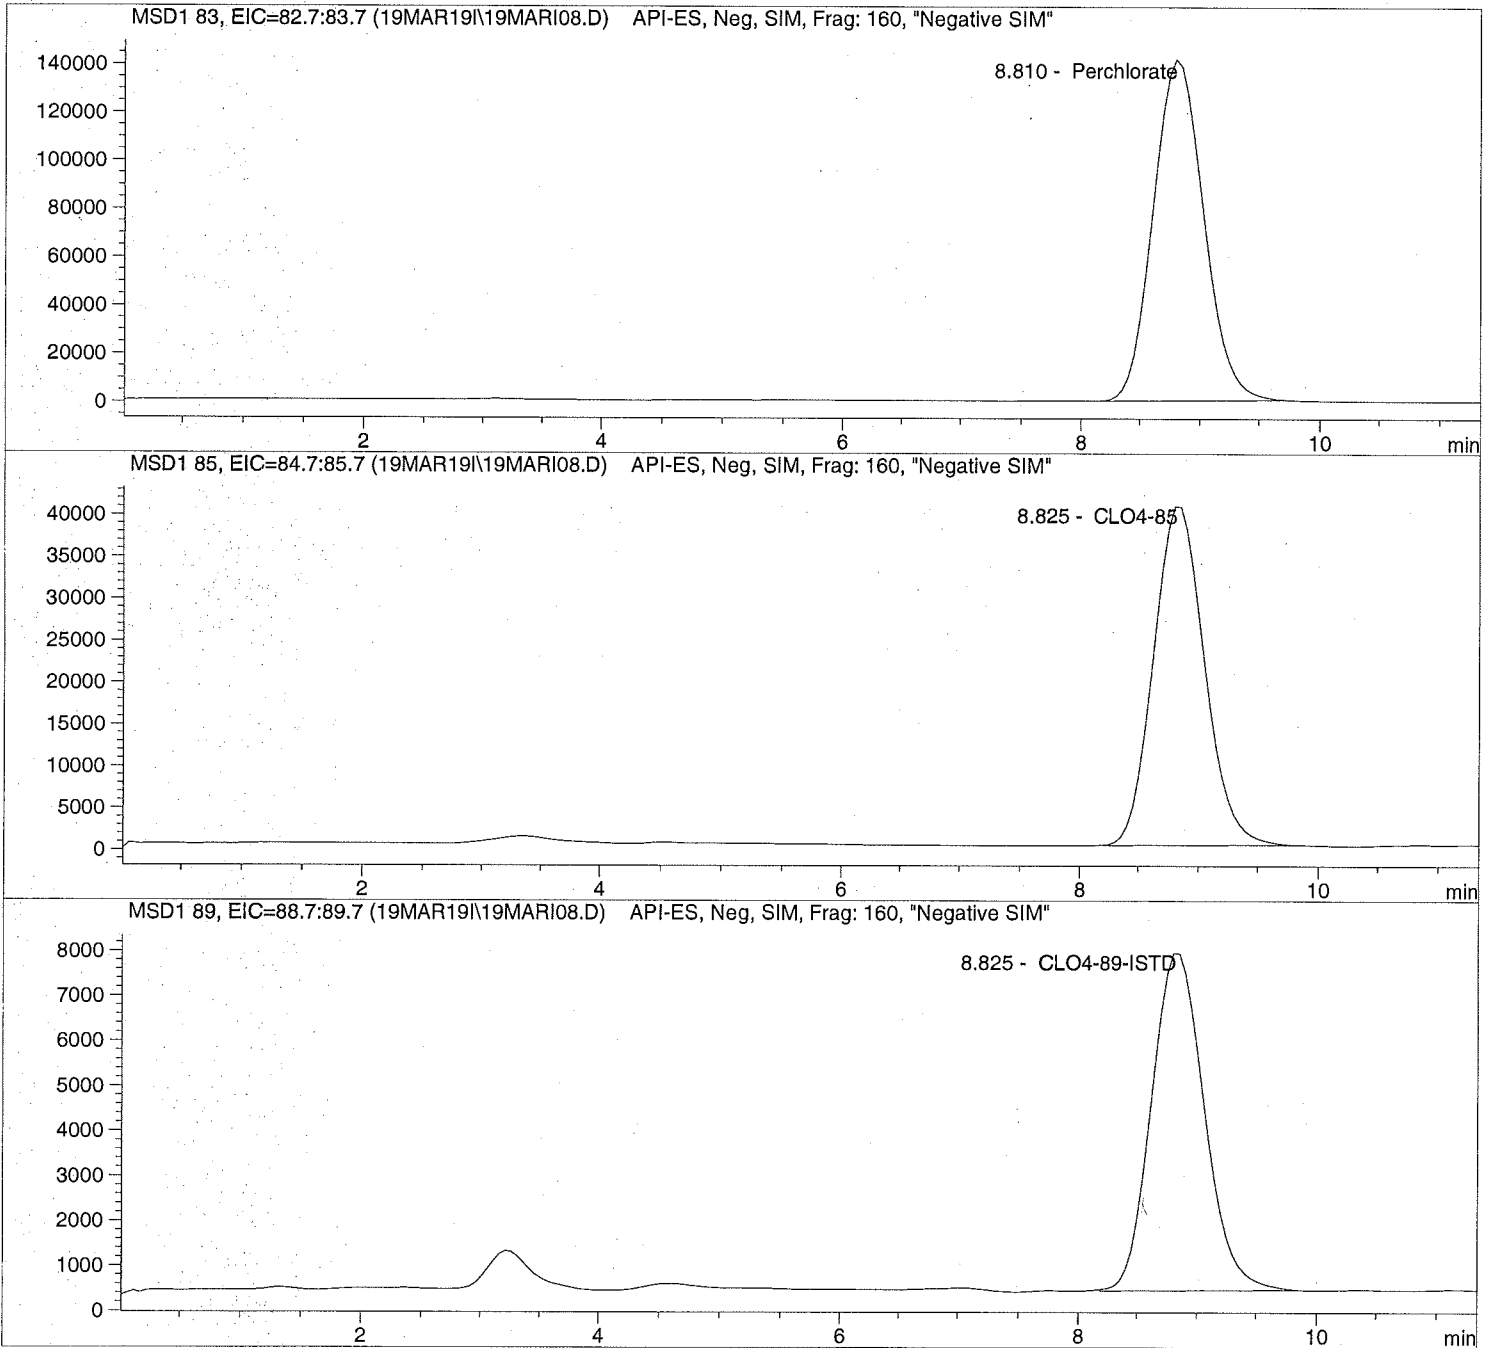 MSD1 83, EIC=82.7:83.7 (19MAR19I\19MARI08.D) API-ES, Neg, SIM, Frag: 160, "Negative SIM"
8.810 - Perchlorate
140000
120000
100000
80000
60000
40000
20000
0
2 4 6 8 10 min
MSD1 85, EIC=84.7:85.7 (19MAR19I\19MARI08.D) API-ES, Neg, SIM, Frag: 160, "Negative SIM"
8.825 - CLO4-85
40000
35000
30000
25000
20000
15000
10000
5000
0
2 4 6 8 10 min
MSD1 89, EIC=88.7:89.7 (19MAR19I\19MARI08.D) API-ES, Neg, SIM, Frag: 160, "Negative SIM"
8.825 - CLO4-89-ISTD
8000
7000
6000
5000
4000
3000
2000
1000
0
2 4 6 8 10 min